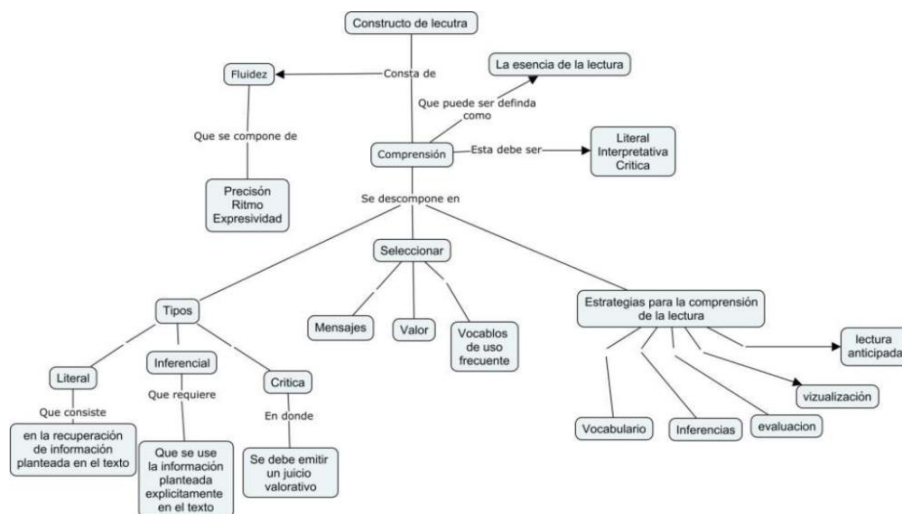 Constructo de lecutra
Fluidez
Consta de
La esencia de la lectura
Que puede ser definda
como
Que se compone de
Comprensión
Esta debe ser
Literal
Interpretativa
Critica
Precisón
Ritmo
Expresividad
Se descompone en
Seleccionar
Tipos
Mensajes
Valor
Vocablos
de uso
frecuente
Estrategias para la comprensión
de la lectura
lectura
anticipada
vizualización
evaluacion
Inferencias
Vocabulario
Literal
Inferencial
Critica
Que consiste
Que requiere
En donde
en la recuperación
de información
planteada en el texto
Que se use
la información
planteada
explicitamente
en el texto
Se debe emitir
un juicio
valorativo